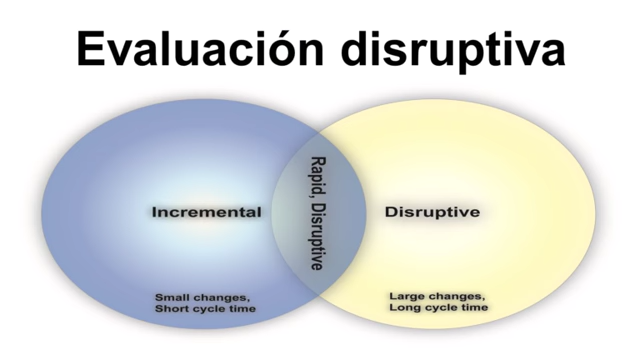 Evaluación disruptiva
Incremental
Rapid, Disruptive
Disruptive
Small changes,
Short cycle time
Large changes,
Long cycle time